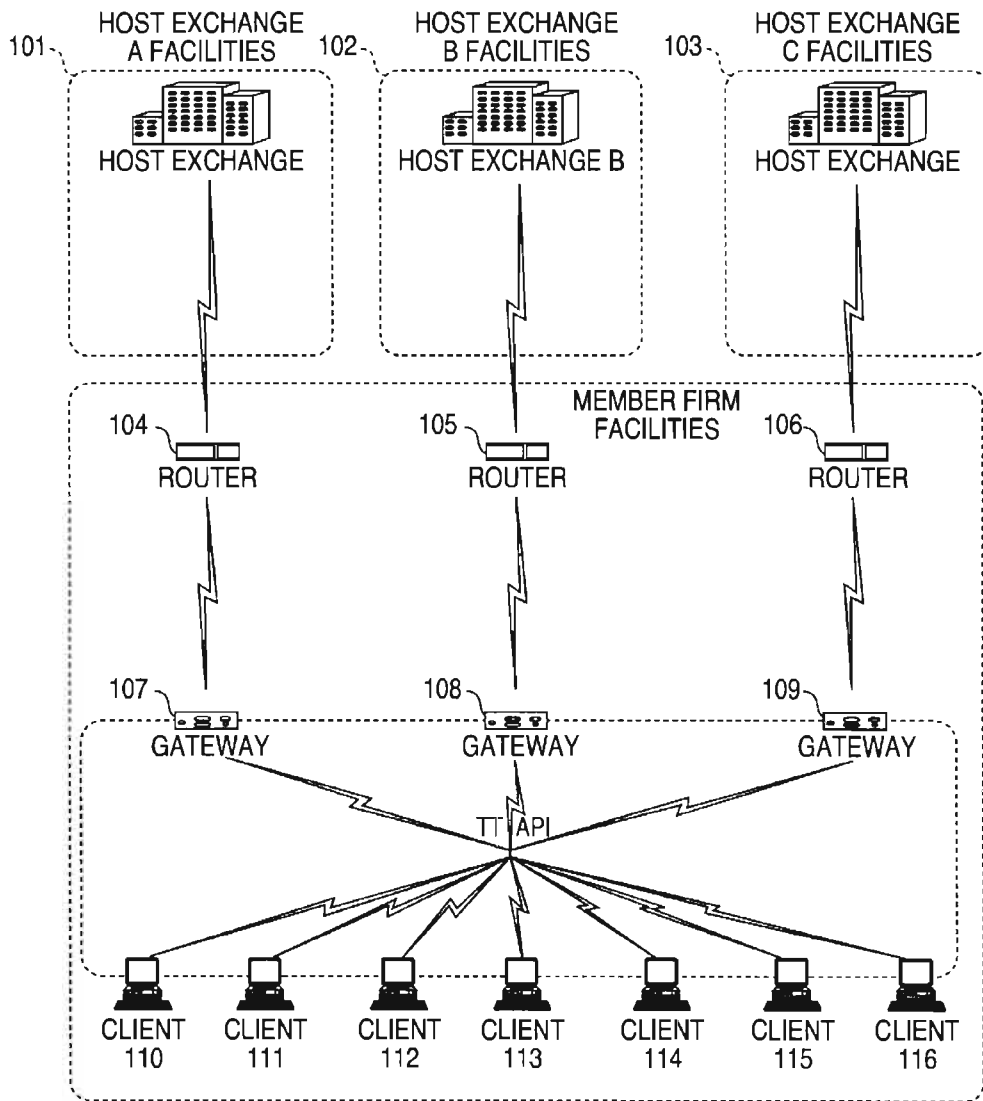 HOST EXCHANGE
A FACILITIES
HOST EXCHANGE
B FACILITIES
HOST EXCHANGE
C FACILITIES
101
102
103
HOST EXCHANGE
HOST EXCHANGE B
HOST EXCHANGE
MEMBER FIRM
FACILITIES
104
105
106
ROUTER
ROUTER
ROUTER
107
108
109
GATEWAY
GATEWAY
GATEWAY
TT API
CLIENT
110
CLIENT
111
CLIENT
112
CLIENT
113
CLIENT
114
CLIENT
115
CLIENT
116